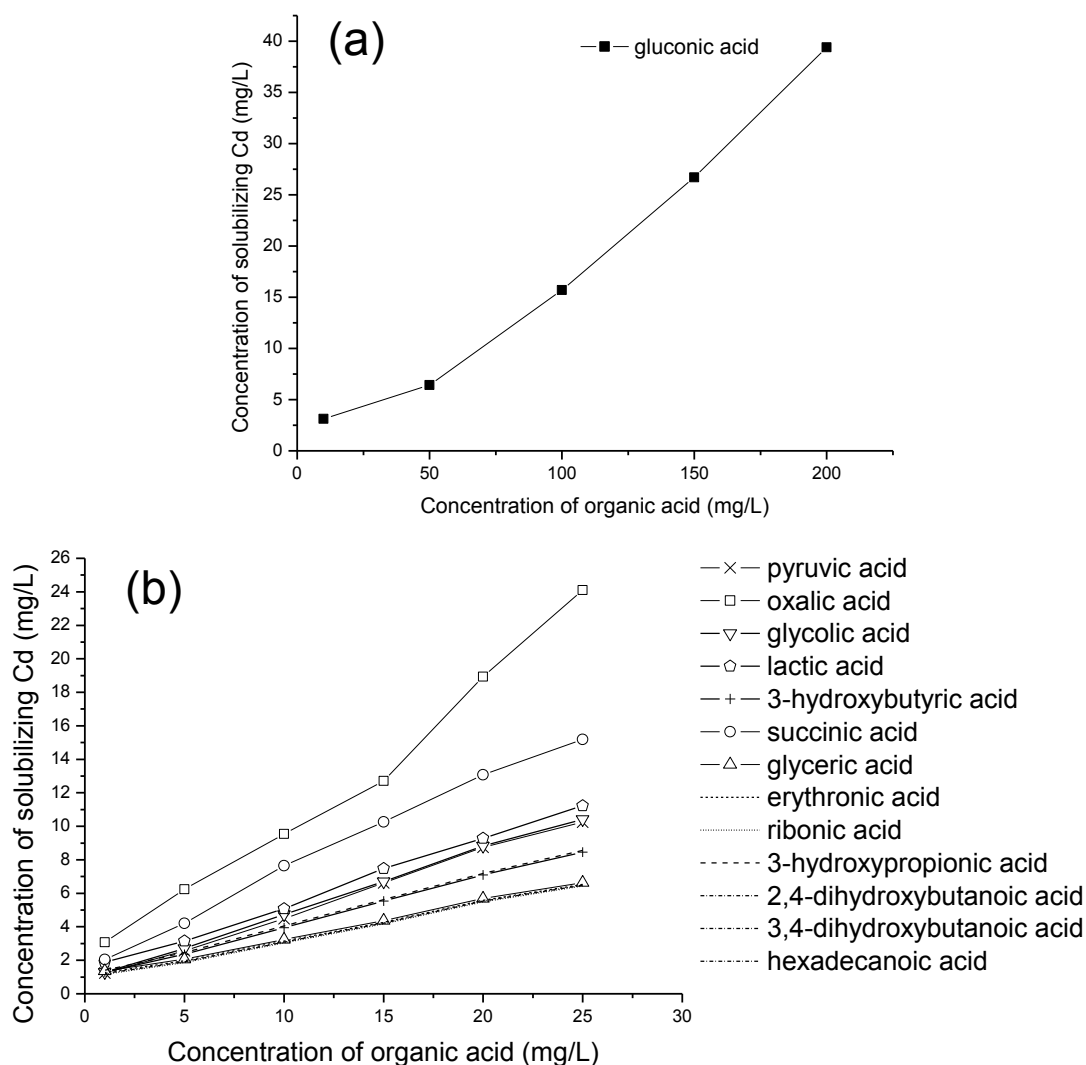 (a)
gluconic acid
Concentration of solubilizing Cd (mg/L)
40
35
30
25
20
15
10
5
0
0 50 100 150 200
Concentration of organic acid (mg/L)
(b)
Concentration of solubilizing Cd (mg/L)
26
24
22
20
18
16
14
12
10
8
6
4
2
0
0 5 10 15 20 25 30
Concentration of organic acid (mg/L)
pyruvic acid
oxalic acid
glycolic acid
lactic acid
3-hydroxybutyric acid
succinic acid
glyceric acid
erythronic acid
ribonic acid
3-hydroxypropionic acid
2,4-dihydroxybutanoic acid
3,4-dihydroxybutanoic acid
hexadecanoic acid